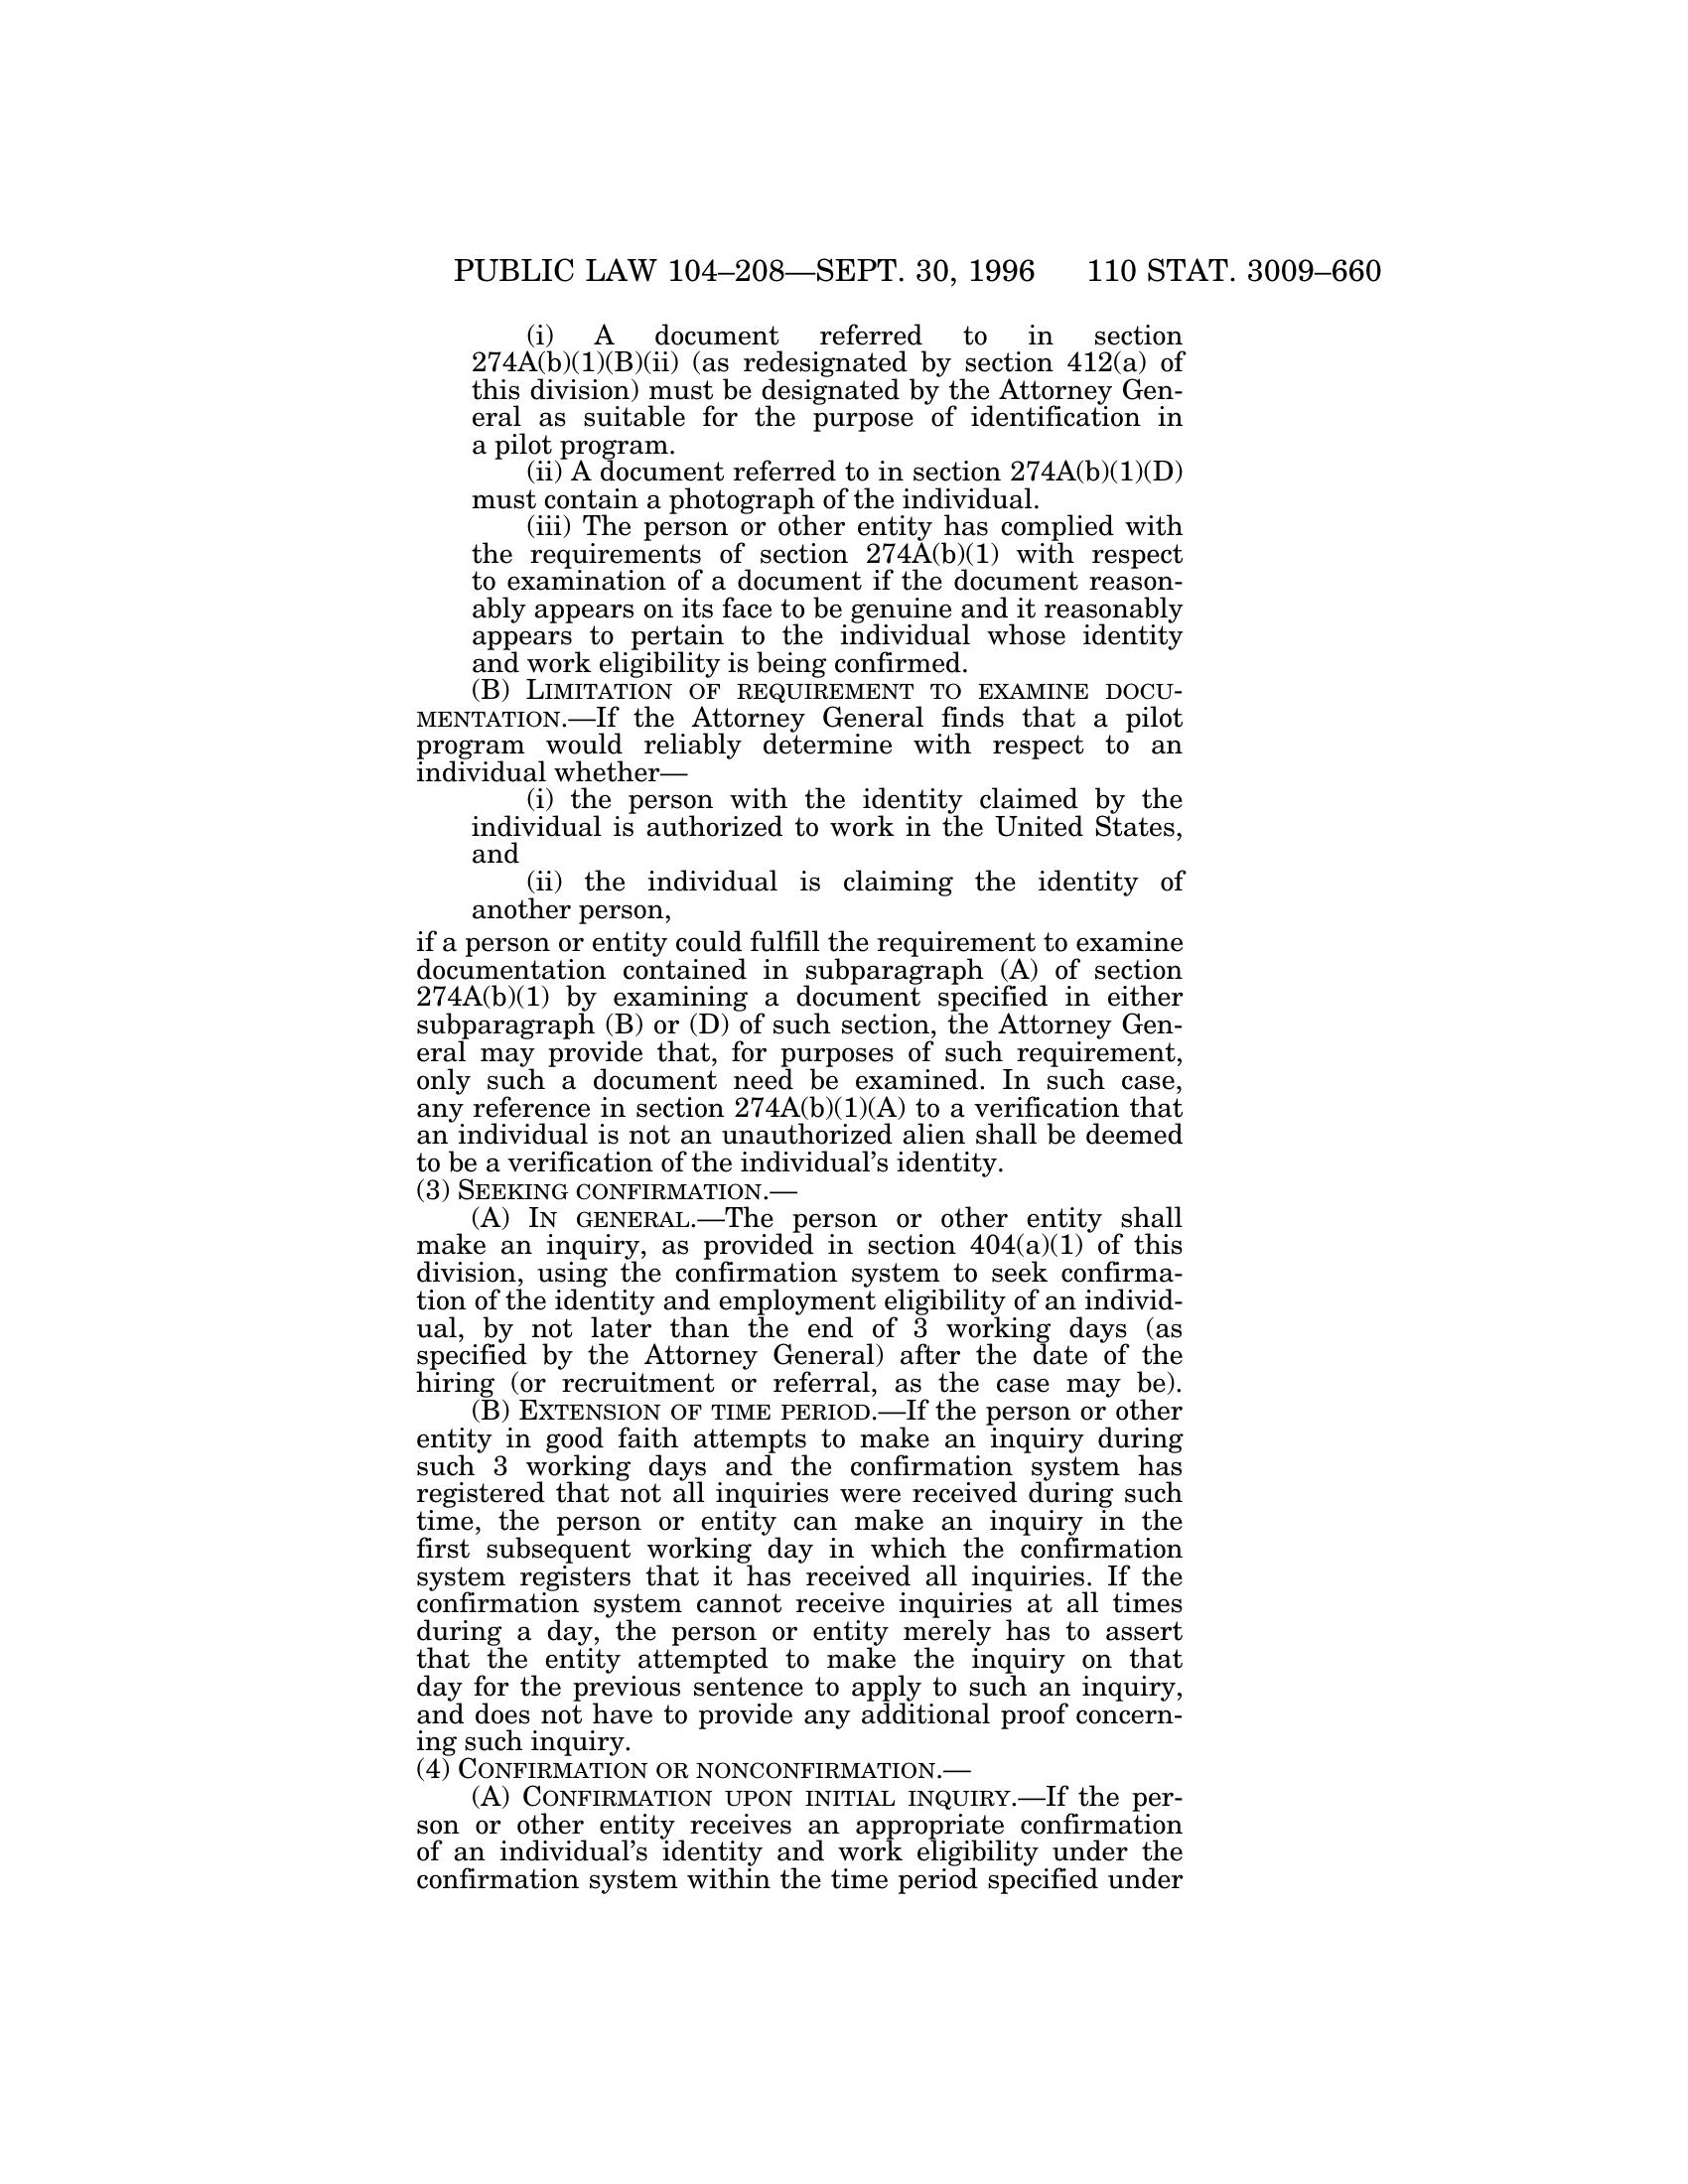 PUBLIC LAW 104–208—SEPT. 30, 1996 110 STAT. 3009–660
(i) A document referred to in section
274A(b)(1)(B)(ii) (as redesignated by section 412(a) of
this division) must be designated by the Attorney Gen-
eral as suitable for the purpose of identification in
a pilot program.
(ii) A document referred to in section 274A(b)(1)(D)
must contain a photograph of the individual.
(iii) The person or other entity has complied with
the requirements of section 274A(b)(1) with respect
to examination of a document if the document reason-
ably appears on its face to be genuine and it reasonably
appears to pertain to the individual whose identity
and work eligibility is being confirmed.
(B) LIMITATION OF REQUIREMENT TO EXAMINE DOCU-
MENTATION.—If the Attorney General finds that a pilot
program would reliably determine with respect to an
individual whether—
(i) the person with the identity claimed by the
individual is authorized to work in the United States,
and
(ii) the individual is claiming the identity of
another person,
if a person or entity could fulfill the requirement to examine
documentation contained in subparagraph (A) of section
274A(b)(1) by examining a document specified in either
subparagraph (B) or (D) of such section, the Attorney Gen-
eral may provide that, for purposes of such requirement,
only such a document need be examined. In such case,
any reference in section 274A(b)(1)(A) to a verification that
an individual is not an unauthorized alien shall be deemed
to be a verification of the individual's identity.
(3) SEEKING CONFIRMATION.—
(A) IN GENERAL.—The person or other entity shall
make an inquiry, as provided in section 404(a)(1) of this
division, using the confirmation system to seek confirma-
tion of the identity and employment eligibility of an individ-
ual, by not later than the end of 3 working days (as
specified by the Attorney General) after the date of the
hiring (or recruitment or referral, as the case may be).
(B) EXTENSION OF TIME PERIOD.—If the person or other
entity in good faith attempts to make an inquiry during
such 3 working days and the confirmation system has
registered that not all inquiries were received during such
time, the person or entity can make an inquiry in the
first subsequent working day in which the confirmation
system registers that it has received all inquiries. If the
confirmation system cannot receive inquiries at all times
during a day, the person or entity merely has to assert
that the entity attempted to make the inquiry on that
day for the previous sentence to apply to such an inquiry,
and does not have to provide any additional proof concern-
ing such inquiry.
(4) CONFIRMATION OR NONCONFIRMATION.—
(A) CONFIRMATION UPON INITIAL INQUIRY.—If the per-
son or other entity receives an appropriate confirmation
of an individual's identity and work eligibility under the
confirmation system within the time period specified under